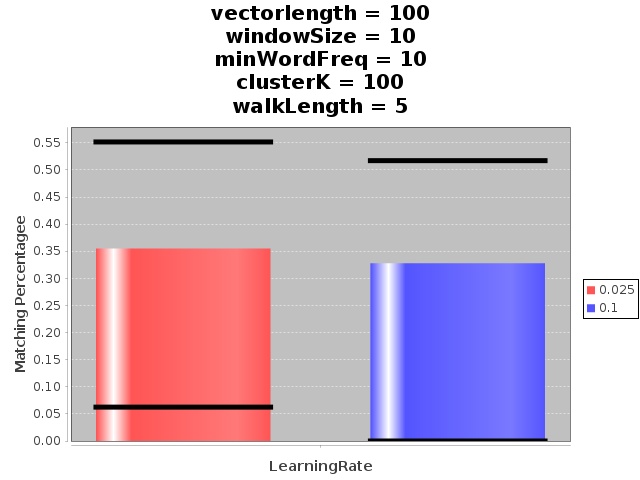 vectorlength = 100
windowSize = 10
minWordFreq = 10
clusterK = 100
walkLength = 5
Matching Percentagee
0.55
0.50
0.45
0.40
0.35
0.30
0.25
0.20
0.15
0.10
0.05
0.00
LearningRate
0.025
0.1